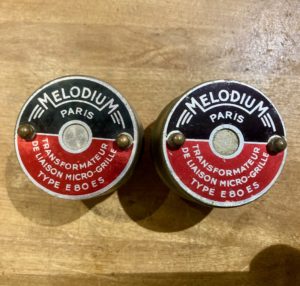 MELODIUM
PARIS
TRANSFORMATEUR
DE LIAISON MICRO-GRILLE
TYPE E80ES
MELODIUM
PARIS
TRANSFORMATEUR
DE LIAISON MICRO-GRILLE
TYPE E80ES